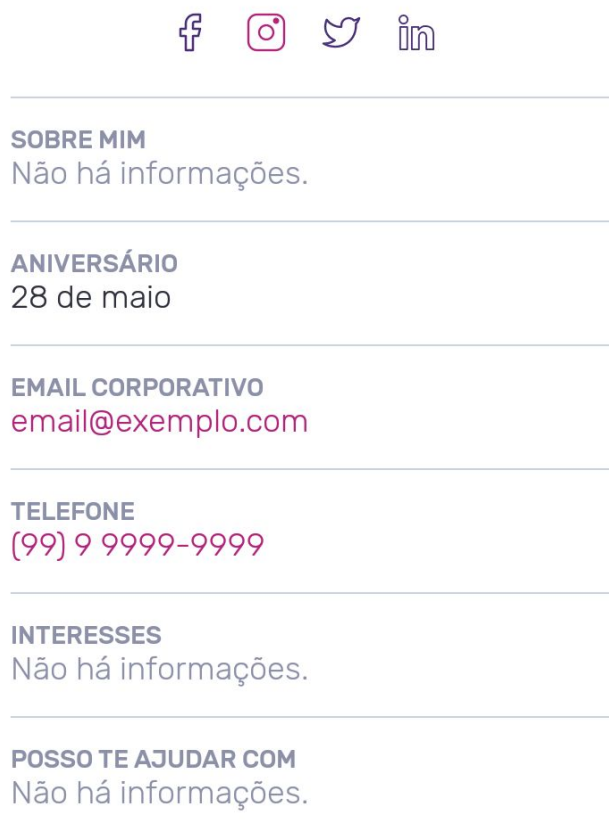 SOBRE MIM
Não há informações.
ANIVERSÁRIO
28 de maio
EMAIL CORPORATIVO
email@exemplo.com
TELEFONE
(99) 9 9999-9999
INTERESSES
Não há informações.
POSSO TE AJUDAR COM
Não há informações.